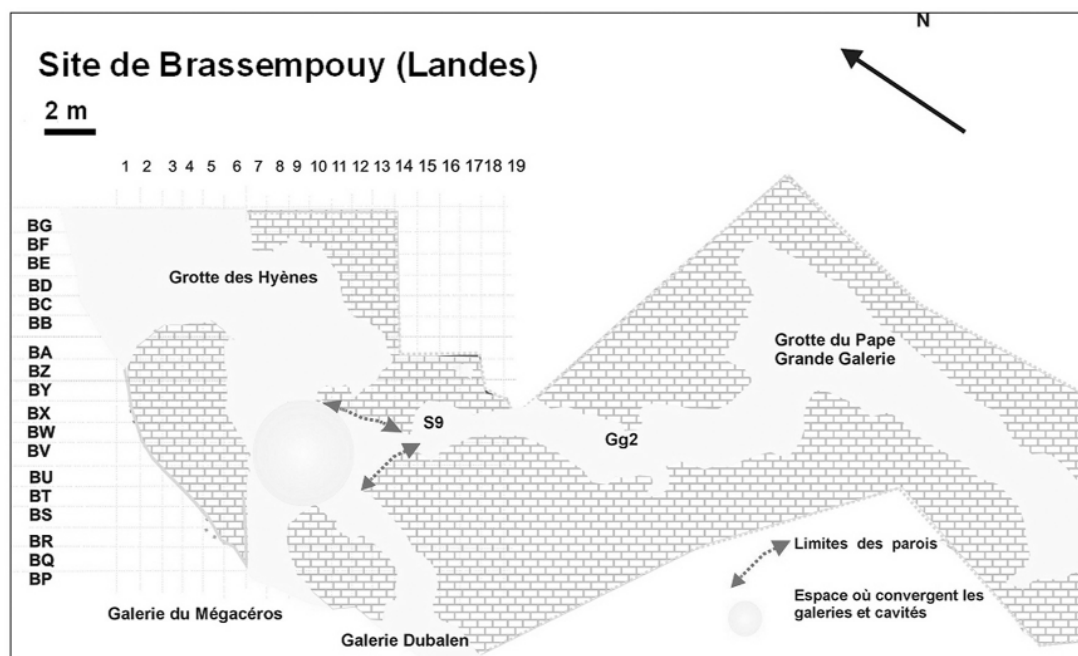 N
Site de Brassempouy (Landes)
2 m
1 2 3 4 5 6 7 8 9 10 11 12 13 14 15 16 17 18 19
BG
BF
BE
BD
BC
BB
BA
BZ
BY
BX
BW
BV
BU
BT
BS
BR
BQ
BP
Grotte des Hyènes
Grotte du Pape
Grande Galerie
S9
Gg2
Limites des parois
Espace où convergent les
galeries et cavités
Galerie du Mégacéros
Galerie Dubalen